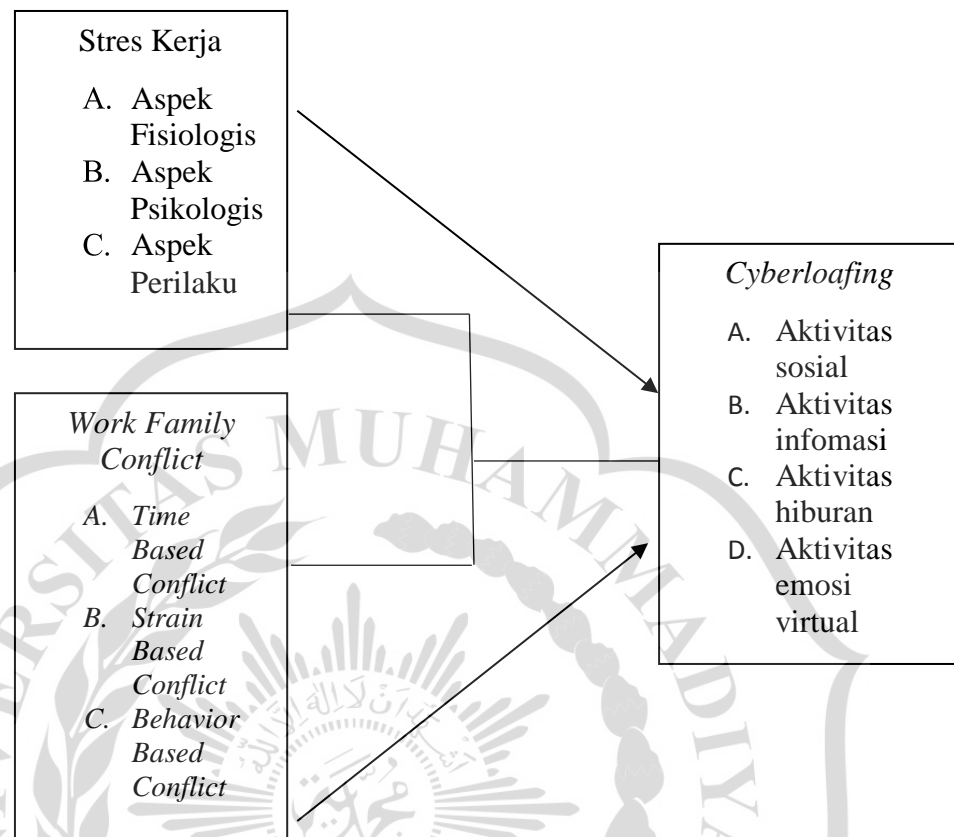 Stres Kerja
A. Aspek
Fisiologis
B. Aspek
Psikologis
C. Aspek
Perilaku
Work Family
Conflict
A. Time
Based
Conflict
B. Strain
Based
Conflict
C. Behavior
Based
Conflict
Cyberloafing
A. Aktivitas
sosial
B. Aktivitas
infomasi
C. Aktivitas
hiburan
D. Aktivitas
emosi
virtual